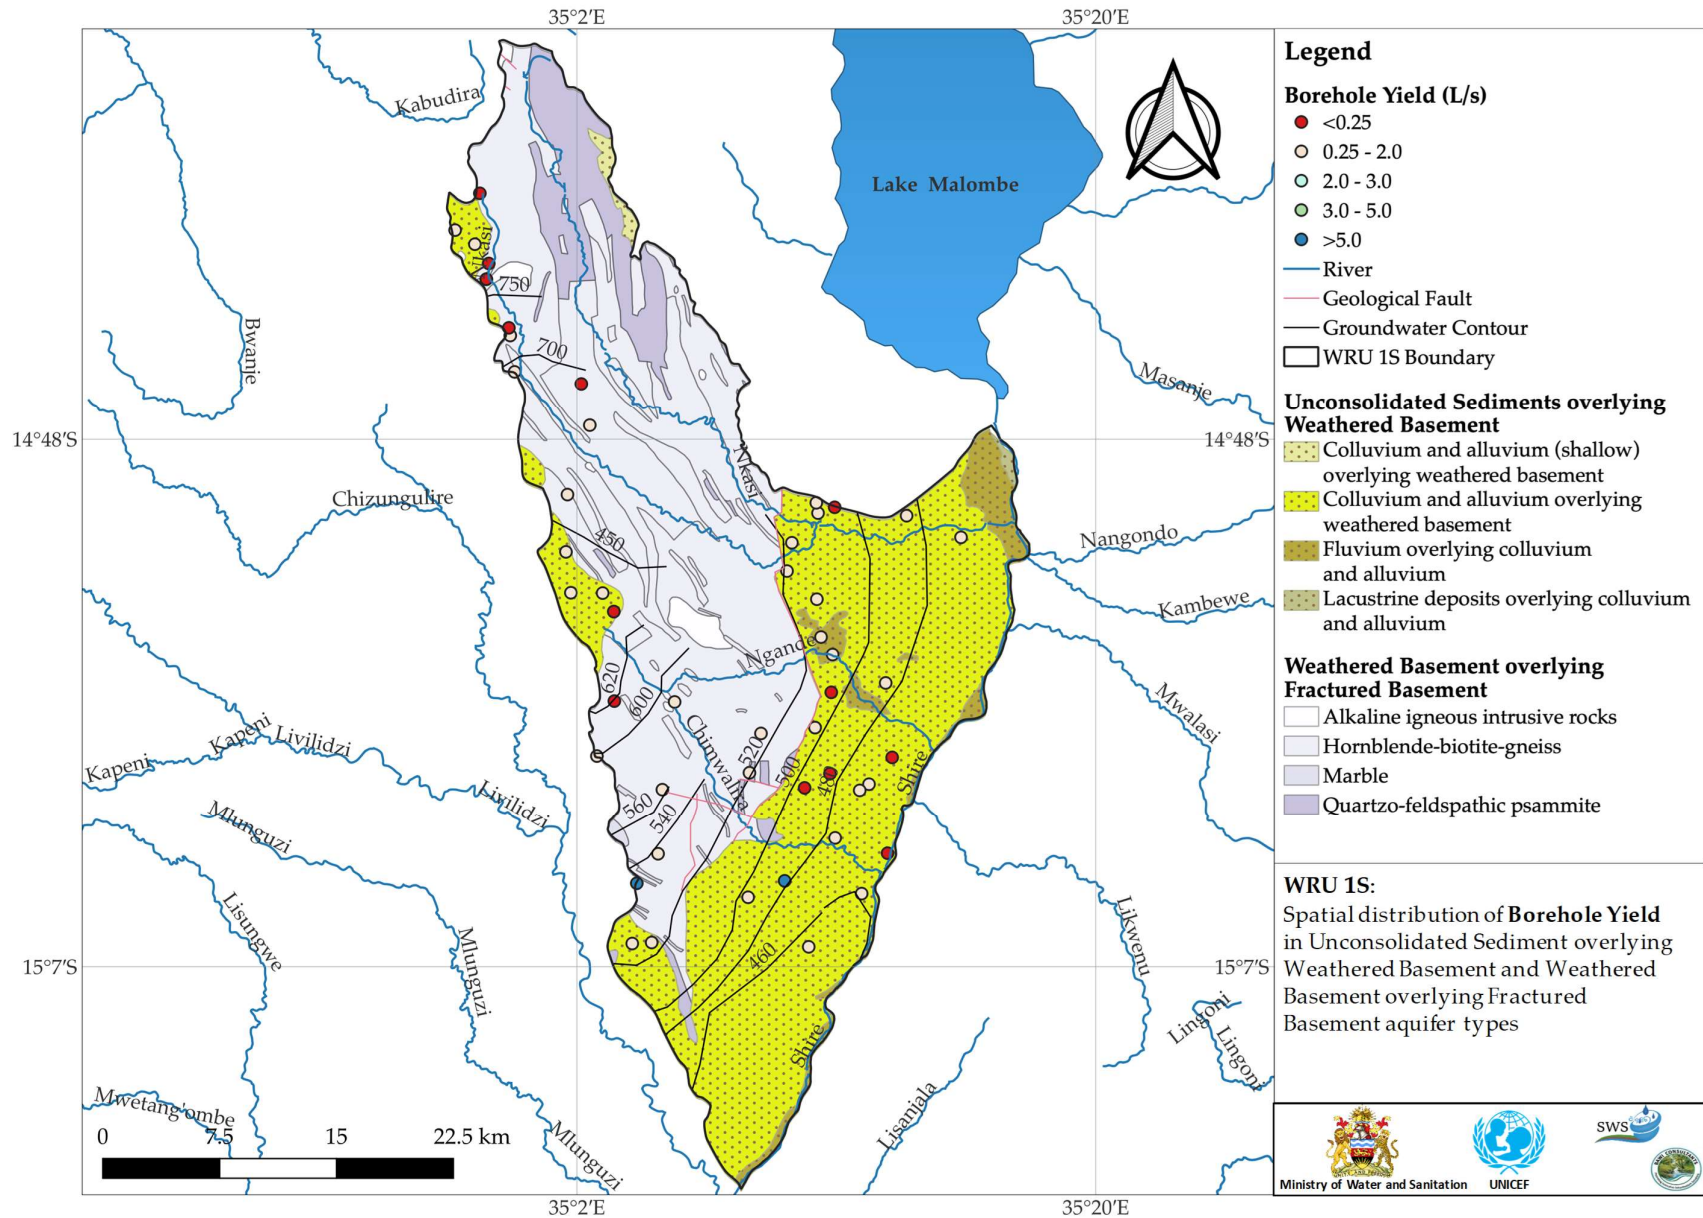 35°2'E
35°20'E
Kabudira
Lake Malombe
Nkasi
750
Bwanje
700
Masanje
14°48'S
14°48'S
Nkasi
Chizungulire
450
Nangondo
Kambewe
Ngande
620
600
Mwalasi
Kapeni
Livilidzi
Kapeni
Chimwalira
520
500
480
Shire
Livilidzi
560
540
Mlunguzi
Lisungwe
Mlunguzi
Likwenu
460
15°7'S
15°7'S
Lingoni
Lingoni
Shire
Lisanjala
Mwetang'ombe
Mlunguzi
0 7.5 15 22.5 km
35°2'E
35°20'E
Legend
Borehole Yield (L/s)
<0.25
0.25 - 2.0
2.0 - 3.0
3.0 - 5.0
>5.0
River
Geological Fault
Groundwater Contour
WRU 1S Boundary
Unconsolidated Sediments overlying
Weathered Basement
Colluvium and alluvium (shallow)
overlying weathered basement
Colluvium and alluvium overlying
weathered basement
Fluvium overlying colluvium
and alluvium
Lacustrine deposits overlying colluvium
and alluvium
Weathered Basement overlying
Fractured Basement
Alkaline igneous intrusive rocks
Hornblende-biotite-gneiss
Marble
Quartzo-feldspathic psammite
WRU 1S:
Spatial distribution of Borehole Yield
in Unconsolidated Sediment overlying
Weathered Basement and Weathered
Basement overlying Fractured
Basement aquifer types
Ministry of Water and Sanitation
UNICEF
sws